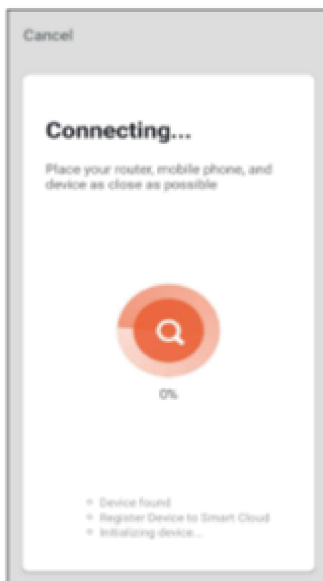 Cancel
Connecting...
Place your router, mobile phone, and
device as close as possible
0%
Device found
Register Device to Smart Cloud
Initializing device...